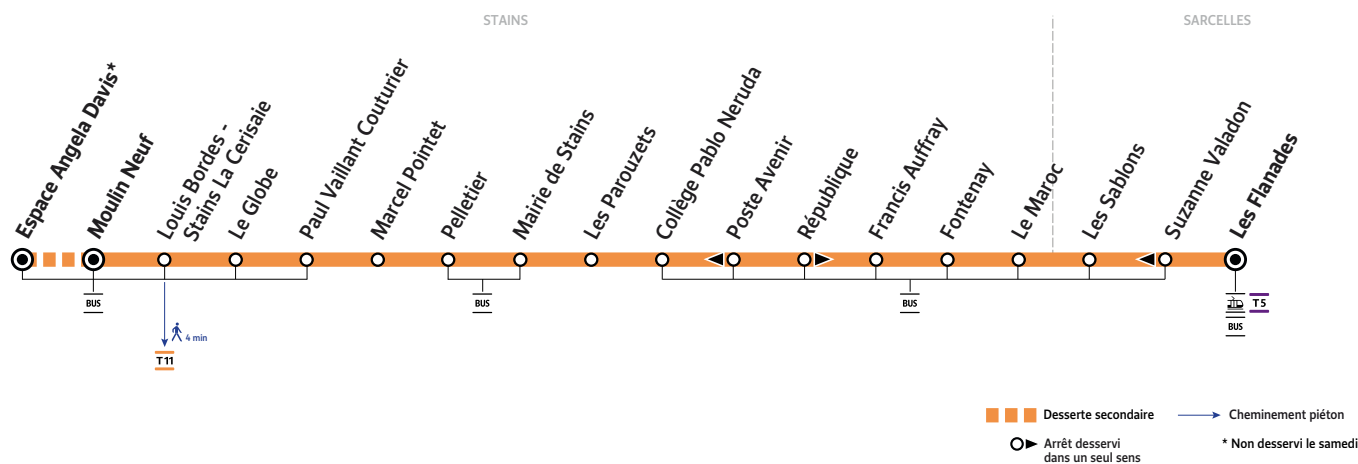 STAINS
SARCELLES
Espace Angela Davis*
Moulin Neuf
Louis Bordes -
Stains La Cerisaie
Le Globe
Paul Vaillant Couturier
Marcel Pointet
Pelletier
Mairie de Stains
Les Parouzets
Collège Pablo Neruda
Poste Avenir
République
Francis Auffray
Fontenay
Le Maroc
Les Sablons
Suzanne Valadon
Les Flanades
BUS
BUS
BUS
T5
BUS
4 min
T11
Desserte secondaire
Cheminement piéton
Arrêt desservi
dans un seul sens
* Non desservi le samedi